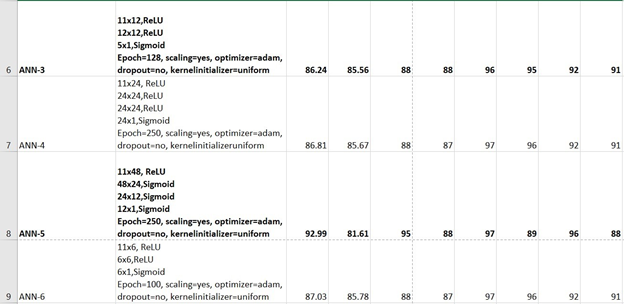 11x12,ReLU
12x12,ReLU
5x1,Sigmoid
Epoch=128, scaling=yes, optimizer=adam,
6 ANN-3 dropout=no, kernelinitializer=uniform 86.24 85.56 88 88 96 95 92 91
11x24, ReLU
24x24,ReLU
24x24,ReLU
24x1,Sigmoid
Epoch=250, scaling=yes, optimizer=adam,
7 ANN-4 dropout=no, kernelinitializeruniform 86.81 85.67 88 87 97 96 92 91
11x48, ReLU
48x24,Sigmoid
24x12,Sigmoid
12x1,Sigmoid
Epoch=250, scaling=yes, optimizer=adam,
8 ANN-5 dropout=no, kernelinitializer=uniform 92.99 81.61 95 88 97 89 96 88
11x6, ReLU
6x6,ReLU
6x1,Sigmoid
Epoch=100, scaling=yes, optimizer=adam,
9 ANN-6 dropout=no, kernelinitializer=uniform 87.03 85.78 88 87 97 96 92 91